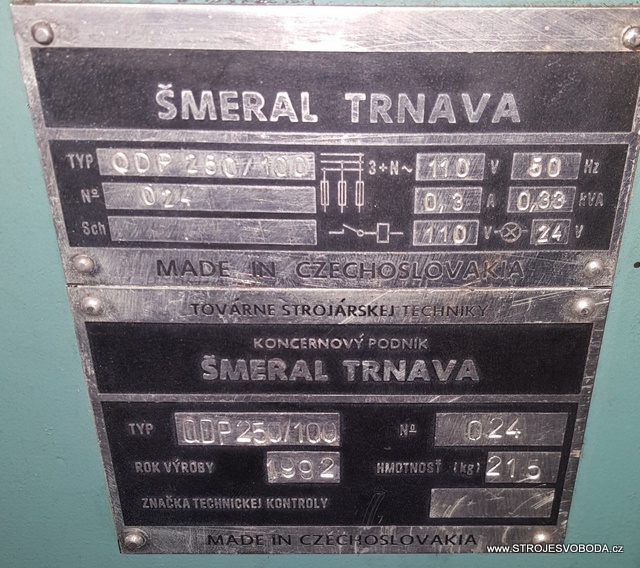 ŠMERAL TRNAVA
TYP QDP 250/100 3+N~ 110 V 50 Hz
Nº 024 0,3 A 0,33 kVA
Sch 110 V 24 V
MADE IN CZECHOSLOVAKIA
TOVÁRNE STROJÁRSKEJ TECHNIKY
KONCERNOVÝ PODNIK
ŠMERAL TRNAVA
TYP QDP250/100 Nº 024
ROK VÝROBY 1992 HMOTNOSŤ (kg) 215
ZNAČKA TECHNICKEJ KONTROLY
MADE IN CZECHOSLOVAKIA
www.STROJESVOBODA.cz